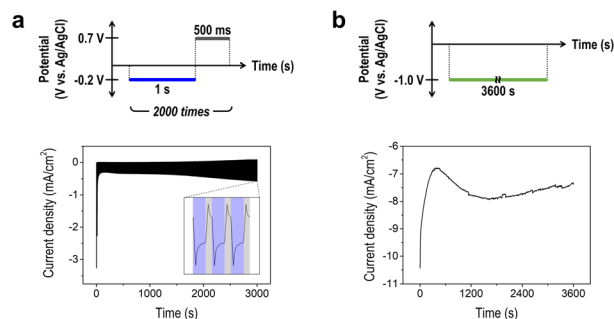 a
Potential
(V vs. Ag/AgCl)
0.7 V
500 ms
-0.2 V
1 s
Time (s)
2000 times
Current density (mA/cm²)
0
-1
-2
-3
0 1000 2000 3000
Time (s)
b
Potential
(V vs. Ag/AgCl)
Time (s)
-1.0 V
3600 s
Current density (mA/cm²)
-6
-7
-8
-9
-10
-11
0 1200 2400 3600
Time (s)